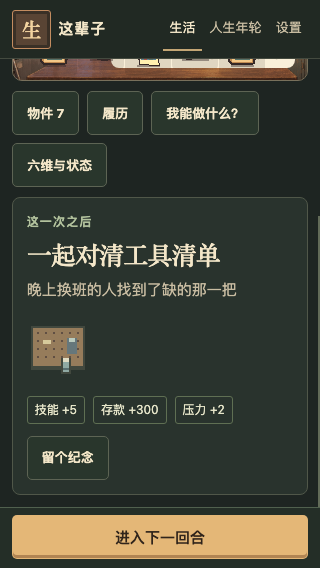 生 这辈子 生活 人生年轮 设置
物件 7 履历 我能做什么?
六维与状态
这一次之后
一起对清工具清单
晚上换班的人找到了缺的那一把
技能 +5 存款 +300 压力 +2
留个纪念
进入下一回合